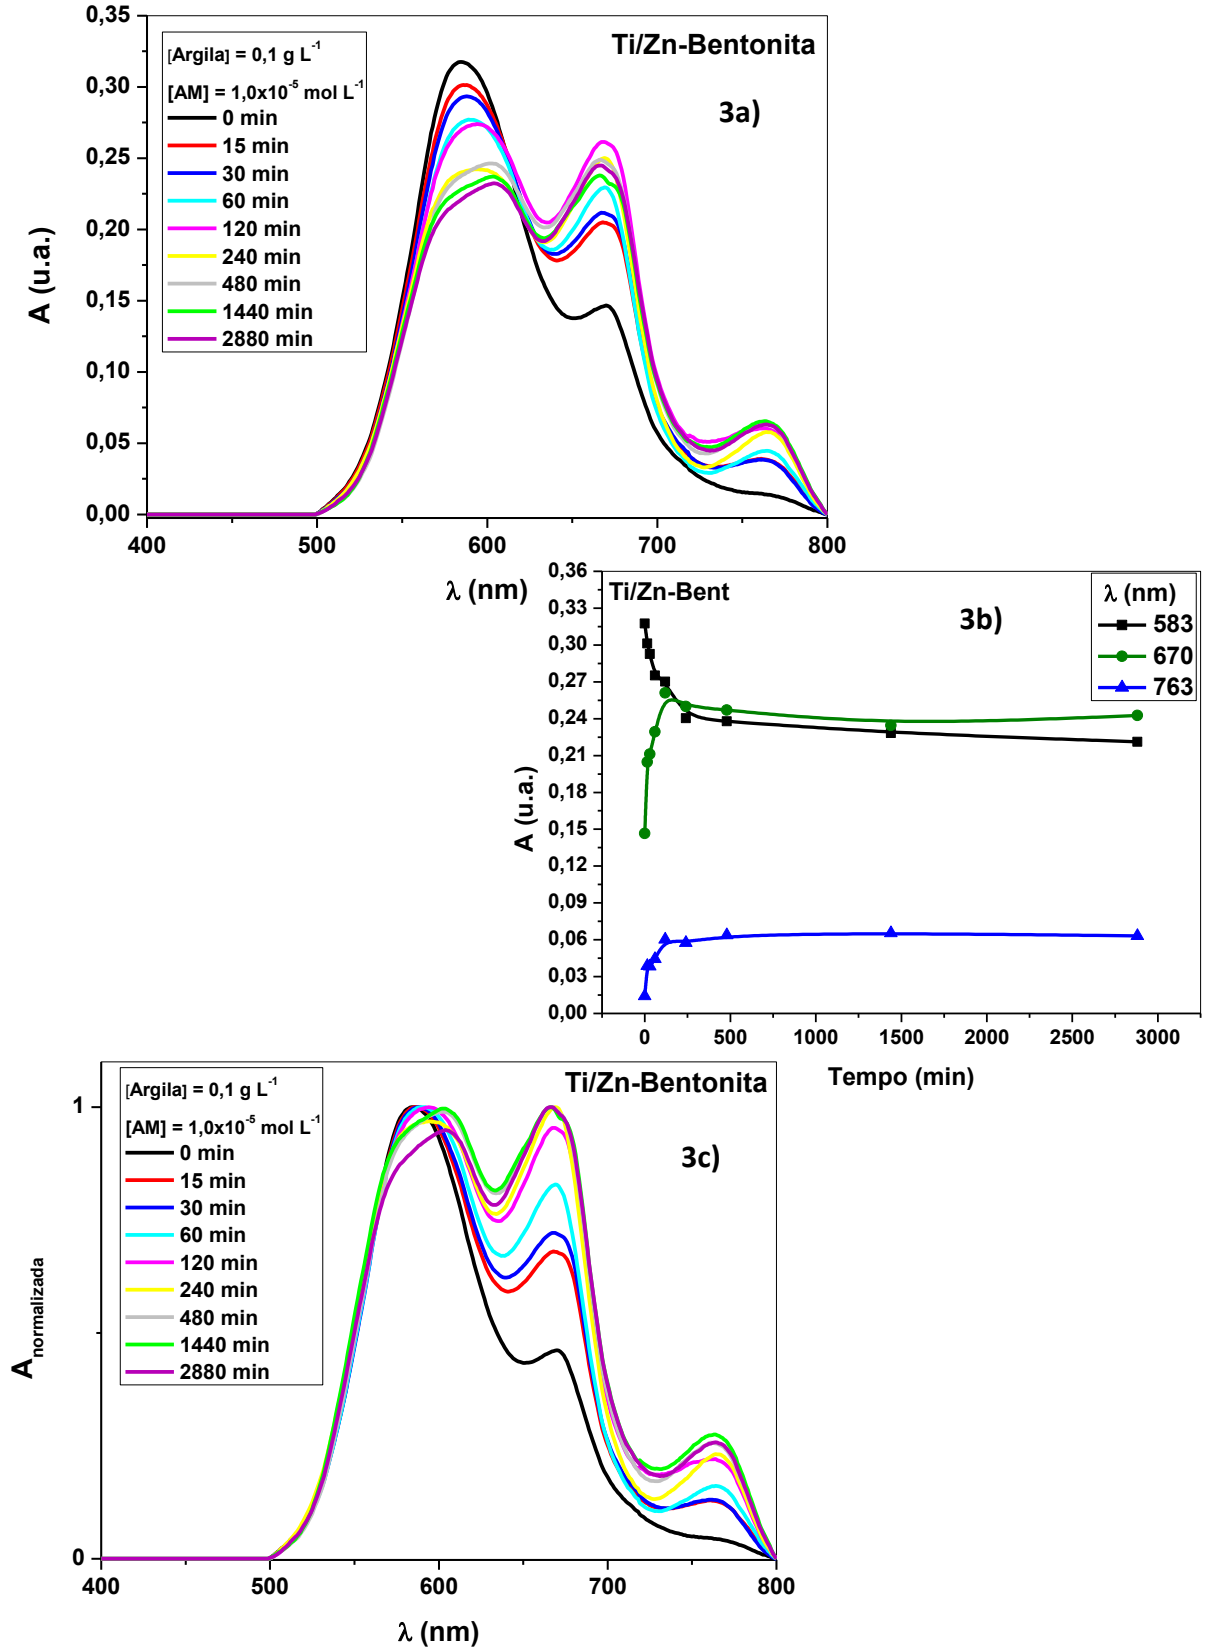 Ti/Zn-Bentonita
3a)
[Argila] = 0,1 g L⁻¹
[AM] = 1,0x10⁻⁵ mol L⁻¹
0 min
15 min
30 min
60 min
120 min
240 min
480 min
1440 min
2880 min
A (u.a.)
0,35
0,30
0,25
0,20
0,15
0,10
0,05
0,00
400 500 600 700 800
λ (nm)
Ti/Zn-Bent
3b)
λ (nm)
583
670
763
A (u.a.)
0,36
0,33
0,30
0,27
0,24
0,21
0,18
0,15
0,12
0,09
0,06
0,03
0,00
0 500 1000 1500 2000 2500 3000
Tempo (min)
Ti/Zn-Bentonita
3c)
[Argila] = 0,1 g L⁻¹
[AM] = 1,0x10⁻⁵ mol L⁻¹
0 min
15 min
30 min
60 min
120 min
240 min
480 min
1440 min
2880 min
A normalizada
1
0
400 500 600 700 800
λ (nm)